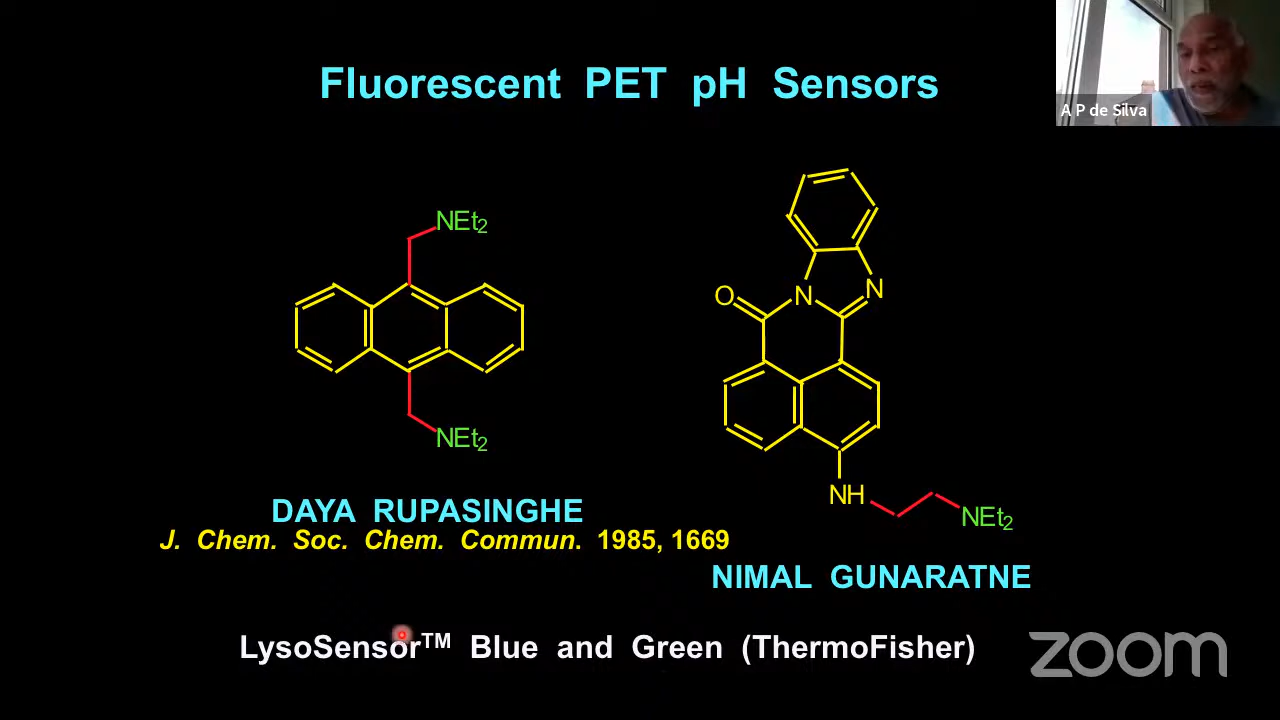 Fluorescent PET pH Sensors
A P de Silva
NEt2
O
N
N
NEt2
NH
NEt2
DAYA RUPASINGHE
J. Chem. Soc. Chem. Commun. 1985, 1669
NIMAL GUNARATNE
LysoSensor™ Blue and Green (ThermoFisher)
zoom